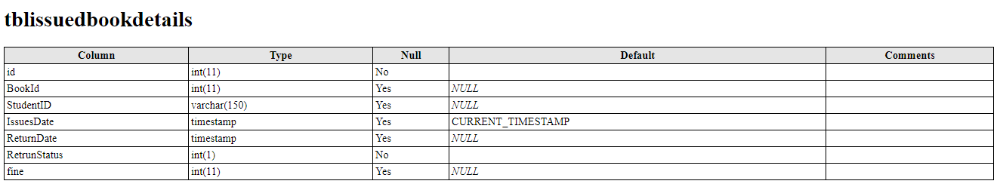 tblissuedbookdetails
Column Type Null Default Comments
id int(11) No
BookId int(11) Yes NULL
StudentID varchar(150) Yes NULL
IssuesDate timestamp Yes CURRENT_TIMESTAMP
ReturnDate timestamp Yes NULL
RetrunStatus int(1) No
fine int(11) Yes NULL